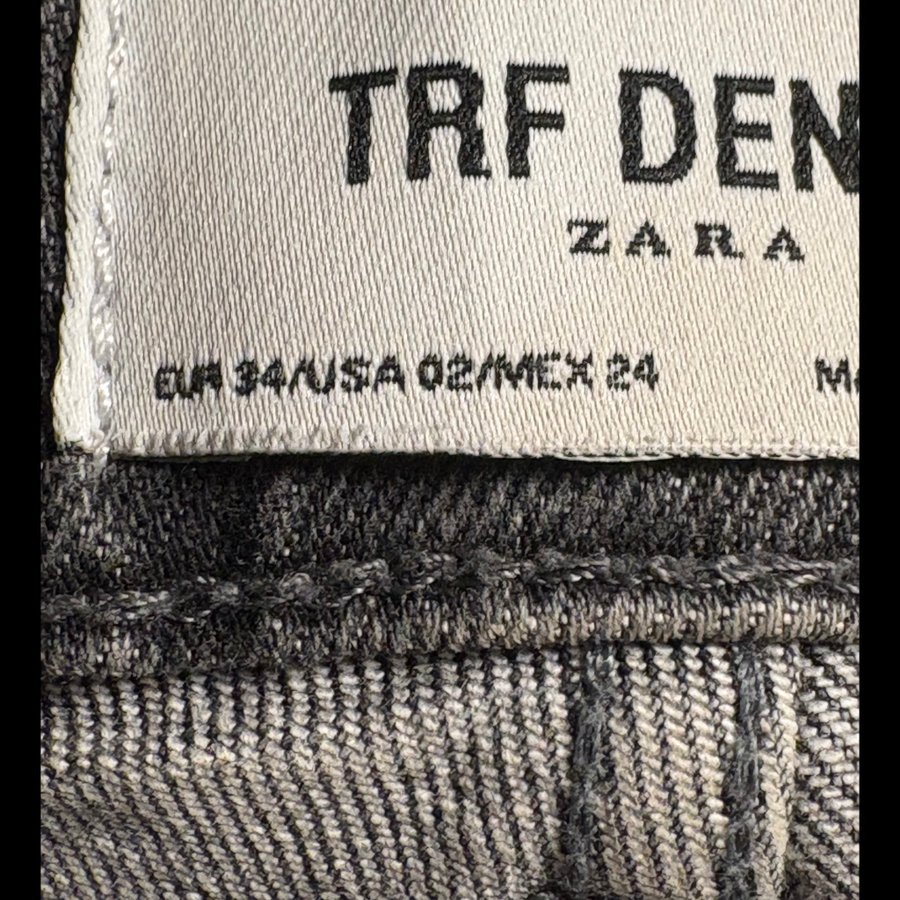 TRF DEN
ZARA
EUR 34/USA 02/MEX 24